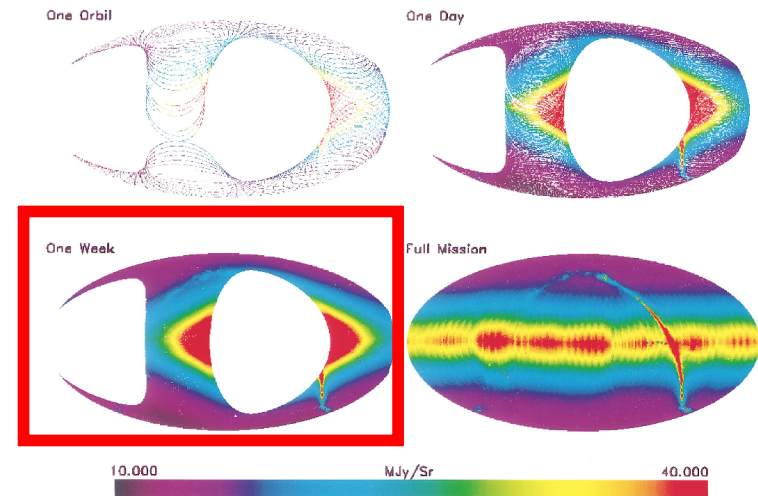 One Orbit
One Day
One Week
Full Mission
10.000
MJy/Sr
40.000